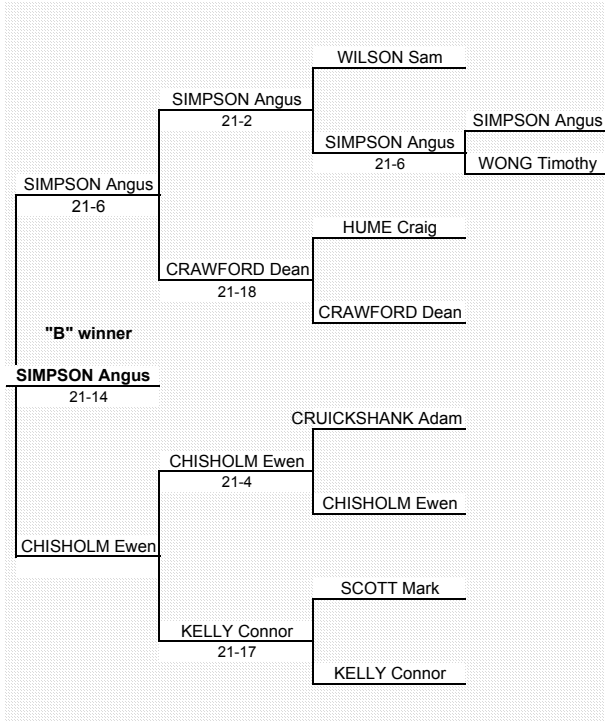 WILSON Sam
SIMPSON Angus
21-2
SIMPSON Angus
SIMPSON Angus
21-6
WONG Timothy
SIMPSON Angus
21-6
HUME Craig
CRAWFORD Dean
21-18
CRAWFORD Dean
"B" winner
SIMPSON Angus
21-14
CRUICKSHANK Adam
CHISHOLM Ewen
21-4
CHISHOLM Ewen
CHISHOLM Ewen
SCOTT Mark
KELLY Connor
21-17
KELLY Connor